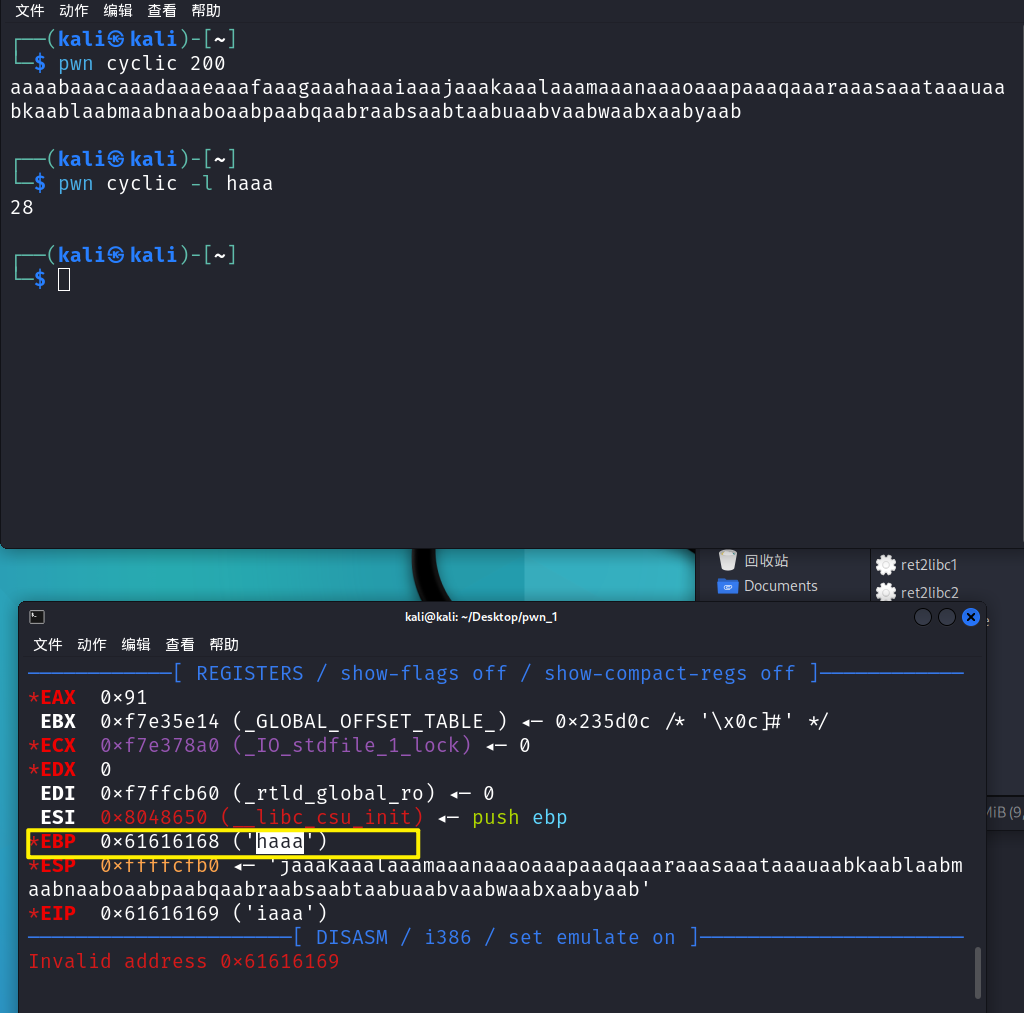 文件 动作 编辑 查看 帮助
┌──(kali㉿kali)-[~]
└─$ pwn cyclic 200
aaaabaaacaaadaaaeaaafaaagaaahaaaiaaajaaakaaalaaamaaanaaaoaaapaaaqaaaraaasaaataaauaa
bkaablaabmaabnaaboaabpaabqaabraabsaabtaabuaabvaabwaabxaabyaab
┌──(kali㉿kali)-[~]
└─$ pwn cyclic -l haaa
28
┌──(kali㉿kali)-[~]
└─$
回收站
Documents
ret2libc1
ret2libc2
kali@kali: ~/Desktop/pwn_1
文件 动作 编辑 查看 帮助
────────────[ REGISTERS / show-flags off / show-compact-regs off ]────────────
*EAX 0×91
EBX 0×f7e35e14 (_GLOBAL_OFFSET_TABLE_) ◂— 0×235d0c /* '\x0c]#' */
*ECX 0×f7e378a0 (_IO_stdfile_1_lock) ◂— 0
*EDX 0
EDI 0×f7ffcb60 (_rtld_global_ro) ◂— 0
ESI 0×8048650 (__libc_csu_init) ◂— push ebp
*EBP 0×61616168 ('haaa')
*ESP 0×ffffcfb0 ◂— 'jaaakaaalaaamaaanaaaoaaapaaaqaaaraaasaaataaauaabkaablaabm
aabnaaboaabpaabqaabraabsaabtaabuaabvaabwaabxaabyaab'
*EIP 0×61616169 ('iaaa')
──────────────────────[ DISASM / i386 / set emulate on ]──────────────────────
Invalid address 0×61616169
MiB (9,